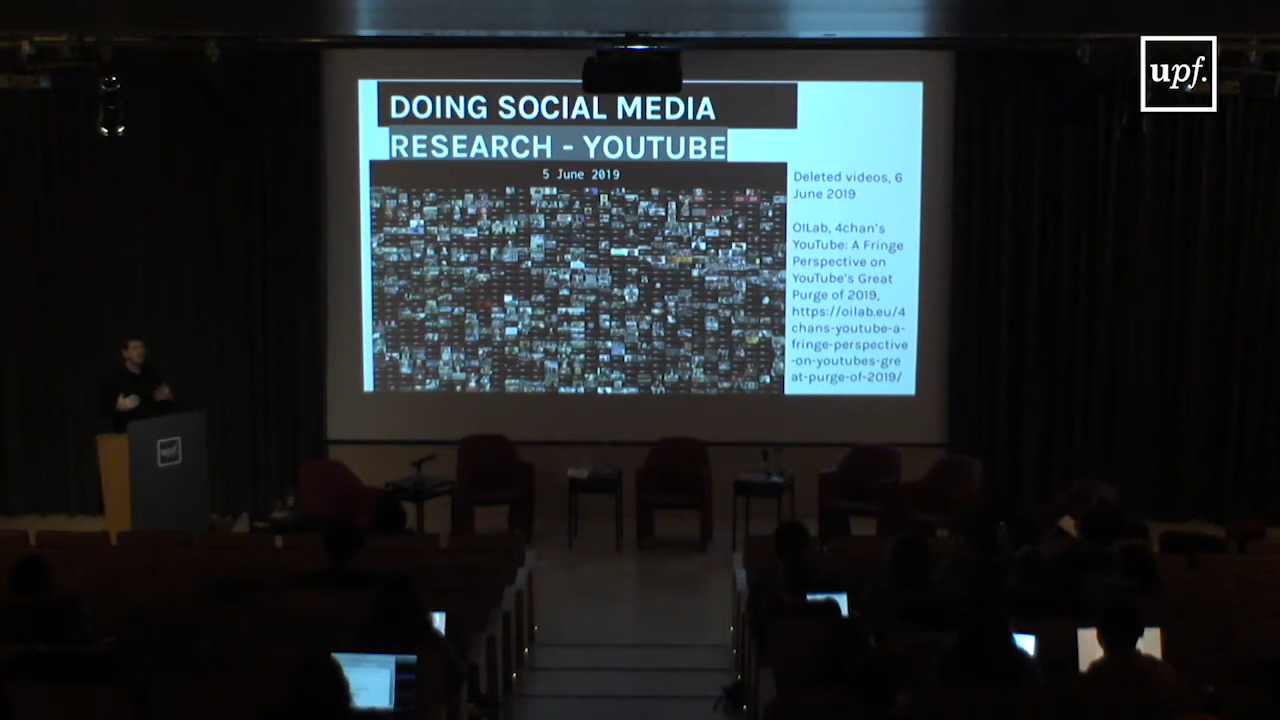 upf.
DOING SOCIAL MEDIA
RESEARCH - YOUTUBE
5 June 2019
Deleted videos, 6
June 2019
OILab, 4chan's
YouTube: A Fringe
Perspective on
YouTube's Great
Purge of 2019,
https://oilab.eu/4
chans-youtube-a-
fringe-perspective
-on-youtubes-gre
at-purge-of-2019/
upf.